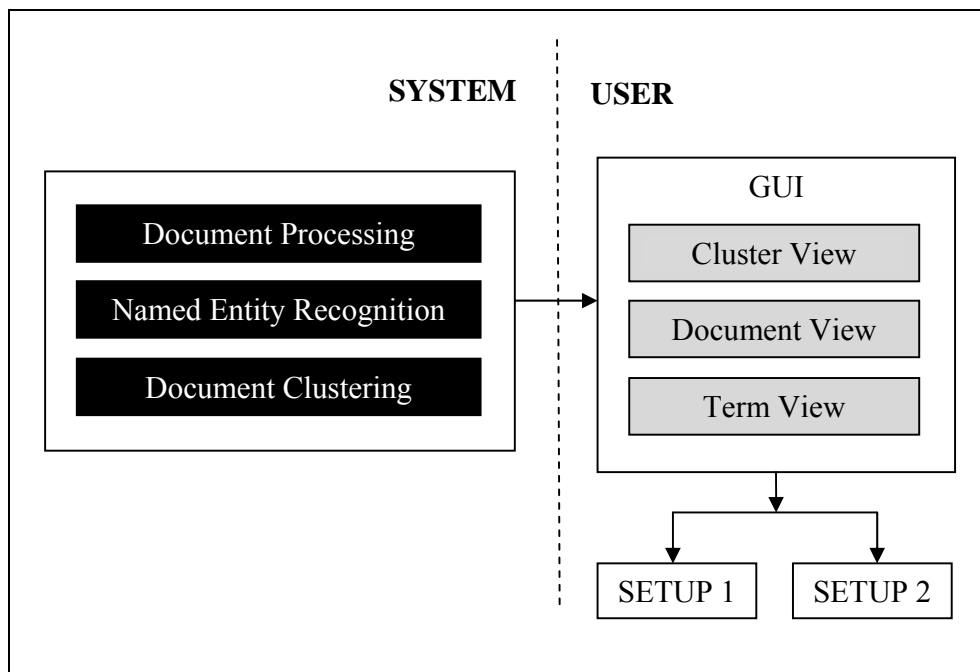 SYSTEM
USER
Document Processing
Named Entity Recognition
Document Clustering
GUI
Cluster View
Document View
Term View
SETUP 1
SETUP 2